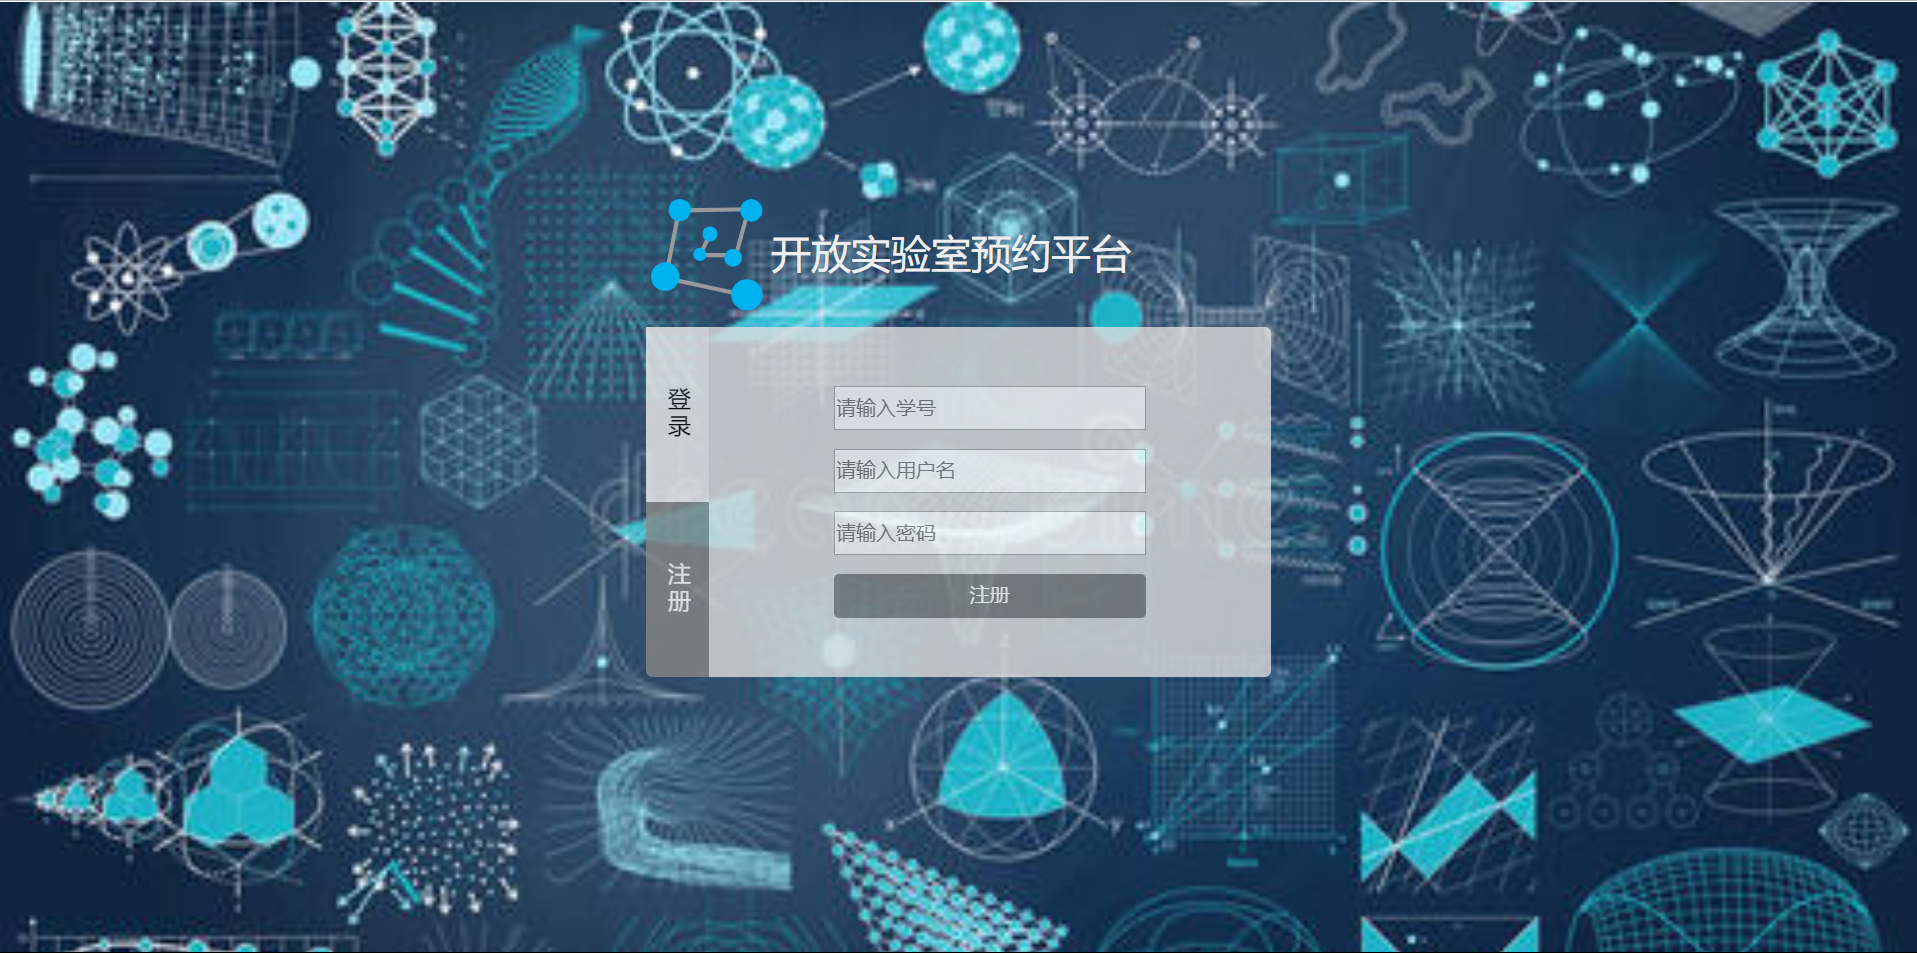 开放实验室预约平台
登录
请输入学号
请输入用户名
请输入密码
注册
注册